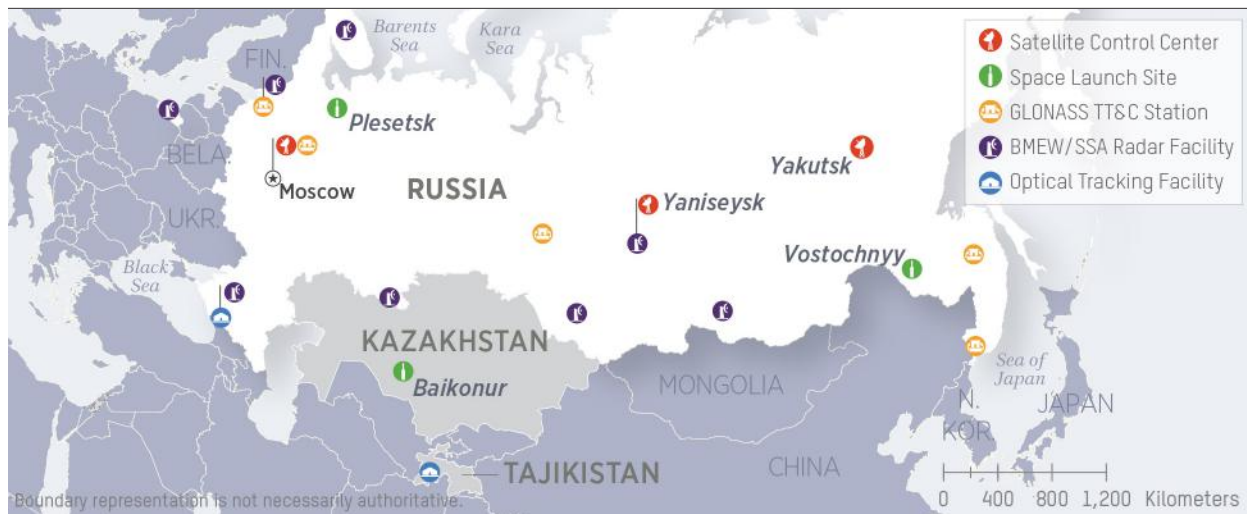 Barents
Sea
Kara
Sea
FIN.
Plesetsk
BELA.
Moscow
RUSSIA
UKR.
Yakutsk
Yaniseysk
Vostochnyy
Black
Sea
KAZAKHSTAN
Baikonur
MONGOLIA
Sea of
Japan
N.
KOR.
JAPAN
TAJIKISTAN
CHINA
Satellite Control Center
Space Launch Site
GLONASS TT&C Station
BMEW/SSA Radar Facility
Optical Tracking Facility
0 400 800 1,200 Kilometers
Boundary representation is not necessarily authoritative.